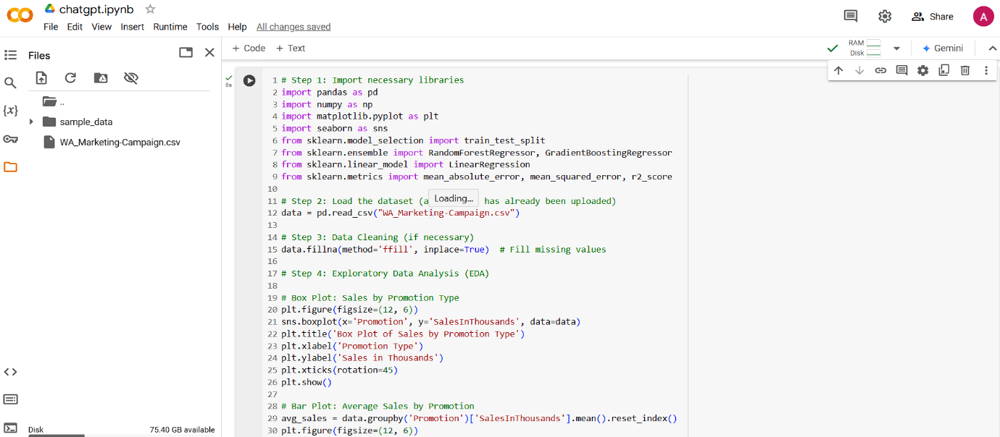 chatgpt.ipynb
File Edit View Insert Runtime Tools Help All changes saved
Share
A
Files
+ Code + Text
RAM
Disk
Gemini
..
sample_data
WA_Marketing-Campaign.csv
{x}
8s
1 # Step 1: Import necessary libraries
2 import pandas as pd
3 import numpy as np
4 import matplotlib.pyplot as plt
5 import seaborn as sns
6 from sklearn.model_selection import train_test_split
7 from sklearn.ensemble import RandomForestRegressor, GradientBoostingRegressor
8 from sklearn.linear_model import LinearRegression
9 from sklearn.metrics import mean_absolute_error, mean_squared_error, r2_score
10
11 # Step 2: Load the dataset (a Loading... has already been uploaded)
12 data = pd.read_csv("WA_Marketing-Campaign.csv")
13
14 # Step 3: Data Cleaning (if necessary)
15 data.fillna(method='ffill', inplace=True)  # Fill missing values
16
17 # Step 4: Exploratory Data Analysis (EDA)
18
19 # Box Plot: Sales by Promotion Type
20 plt.figure(figsize=(12, 6))
21 sns.boxplot(x='Promotion', y='SalesInThousands', data=data)
22 plt.title('Box Plot of Sales by Promotion Type')
23 plt.xlabel('Promotion Type')
24 plt.ylabel('Sales in Thousands')
25 plt.xticks(rotation=45)
26 plt.show()
27
28 # Bar Plot: Average Sales by Promotion
29 avg_sales = data.groupby('Promotion')['SalesInThousands'].mean().reset_index()
30 plt.figure(figsize=(12, 6))
Disk 75.40 GB available